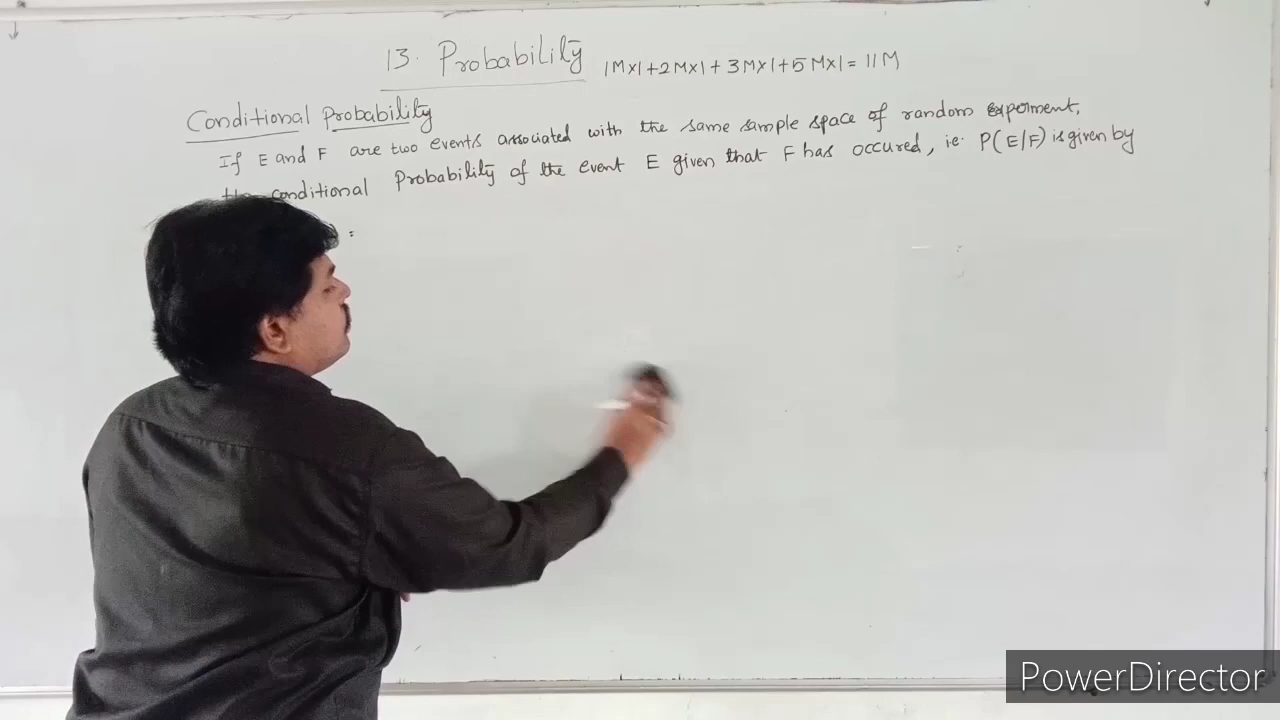 13. Probability 1M×1+2M×1+3M×1+5M×1=11M
Conditional Probability
If E and F are two events associated with the same sample space of random experiment,
the conditional Probability of the event E given that F has occured, ie. P(E/F) is given by
=
PowerDirector